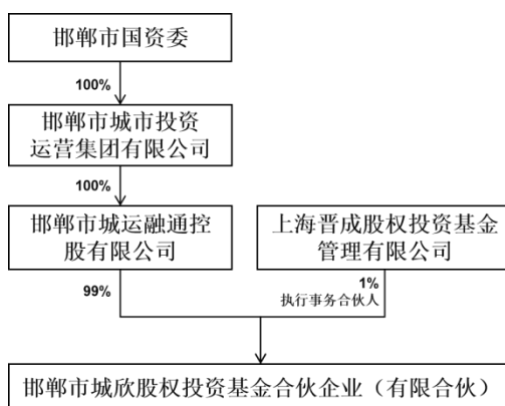 邯郸市国资委
100%
邯郸市城市投资
运营集团有限公司
100%
邯郸市城运融通控
股有限公司
上海晋成股权投资基金
管理有限公司
99%
1%
执行事务合伙人
邯郸市城欣股权投资基金合伙企业（有限合伙）